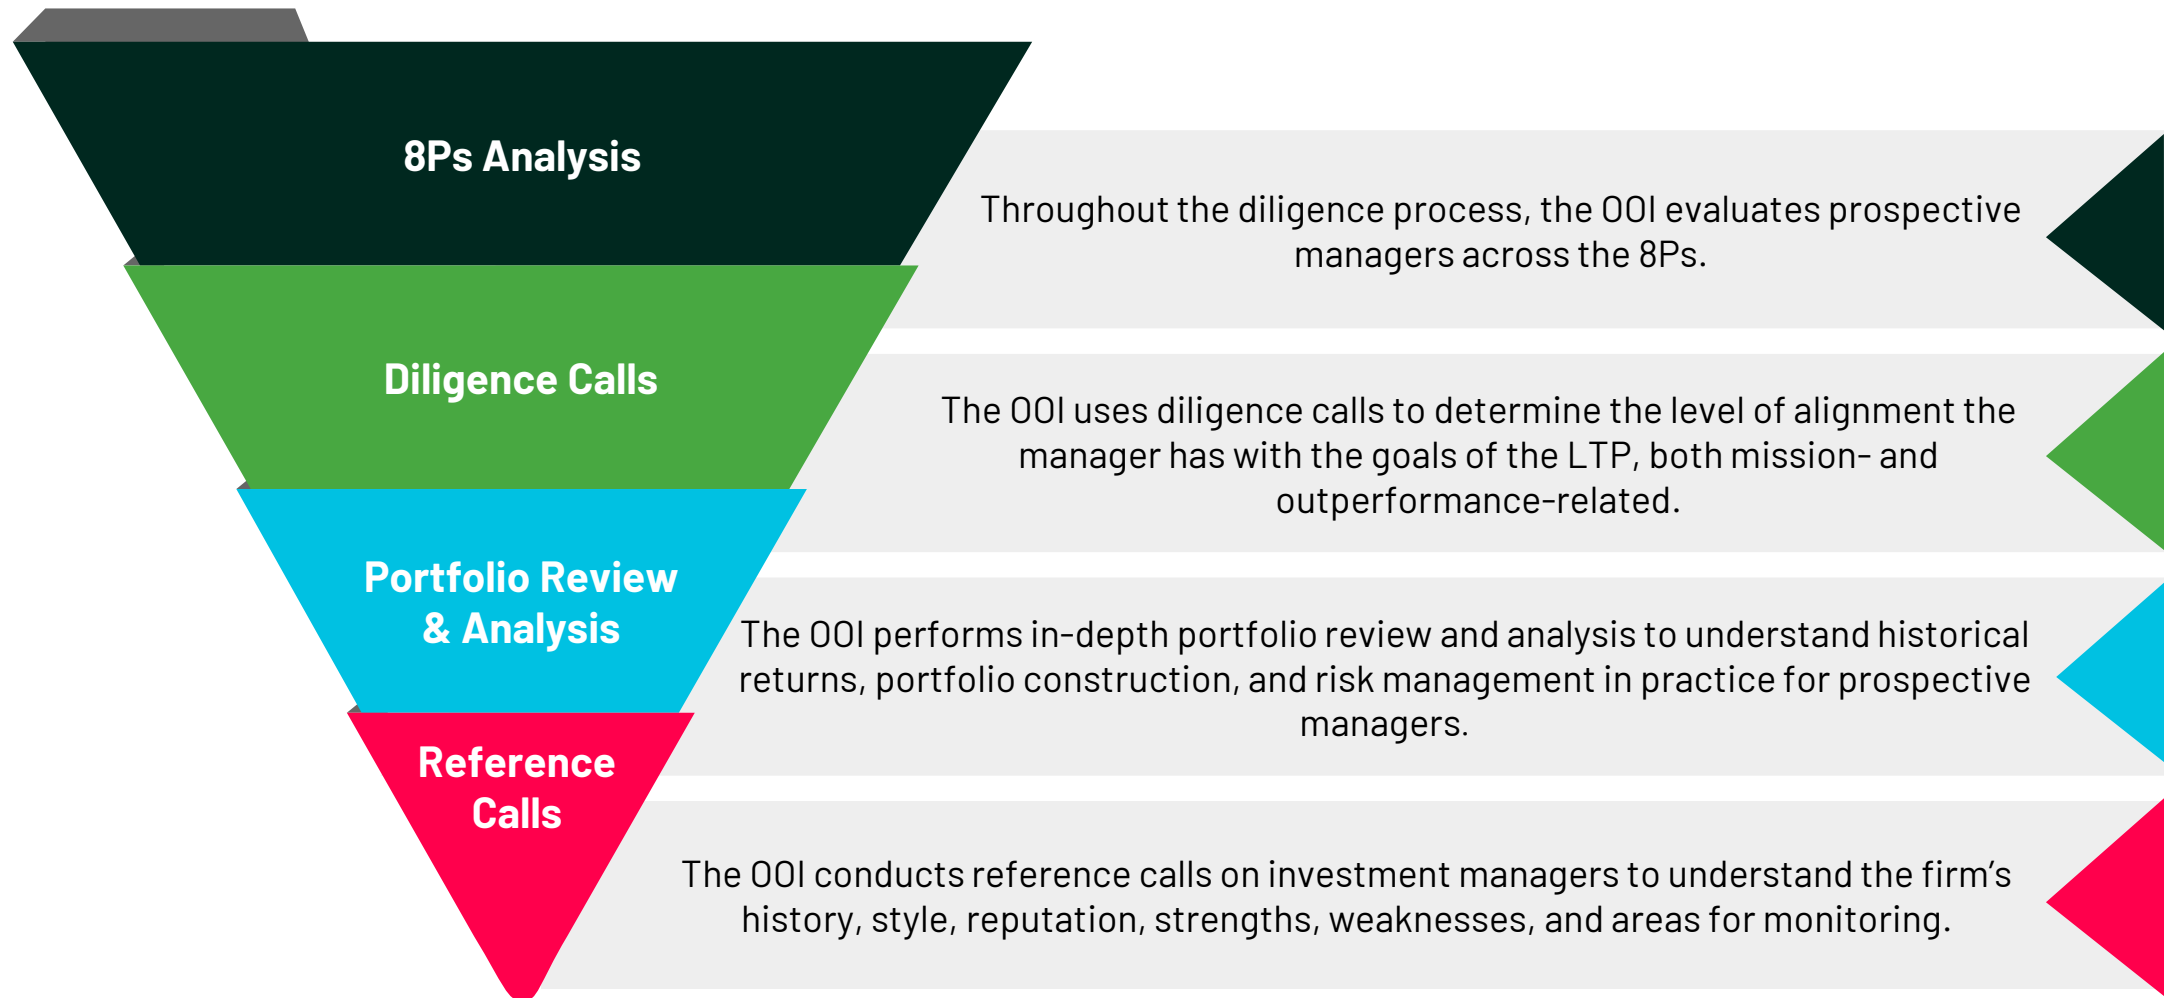 8Ps Analysis
Throughout the diligence process, the OOI evaluates prospective
managers across the 8Ps.
Diligence Calls
The OOI uses diligence calls to determine the level of alignment the
manager has with the goals of the LTP, both mission- and
outperformance-related.
Portfolio Review
& Analysis
The OOI performs in-depth portfolio review and analysis to understand historical
returns, portfolio construction, and risk management in practice for prospective
managers.
Reference
Calls
The OOI conducts reference calls on investment managers to understand the firm’s
history, style, reputation, strengths, weaknesses, and areas for monitoring.